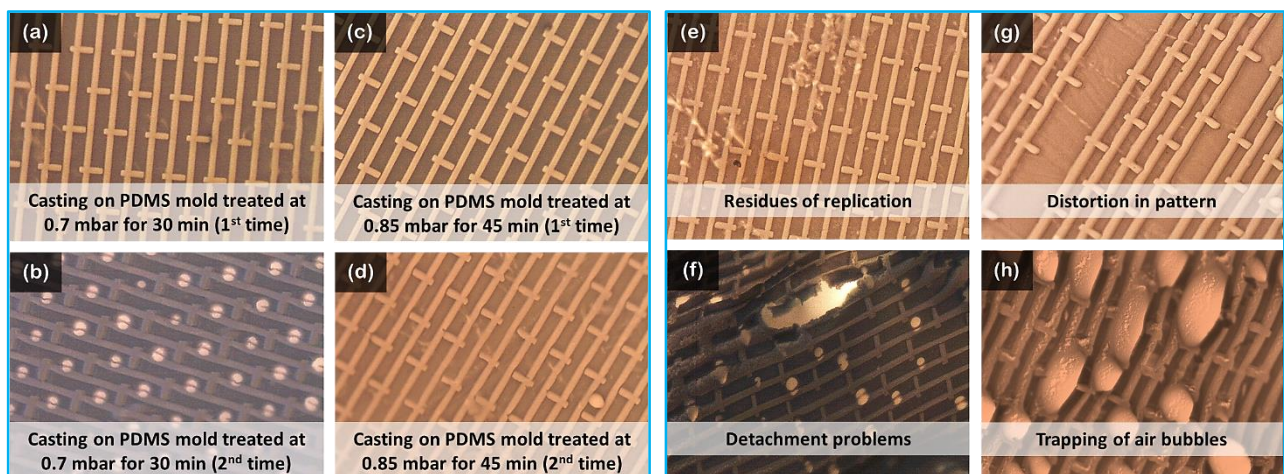 (a)
Casting on PDMS mold treated at
0.7 mbar for 30 min (1st time)
(c)
Casting on PDMS mold treated at
0.85 mbar for 45 min (1st time)
(b)
Casting on PDMS mold treated at
0.7 mbar for 30 min (2nd time)
(d)
Casting on PDMS mold treated at
0.85 mbar for 45 min (2nd time)
(e)
Residues of replication
(g)
Distortion in pattern
(f)
Detachment problems
(h)
Trapping of air bubbles